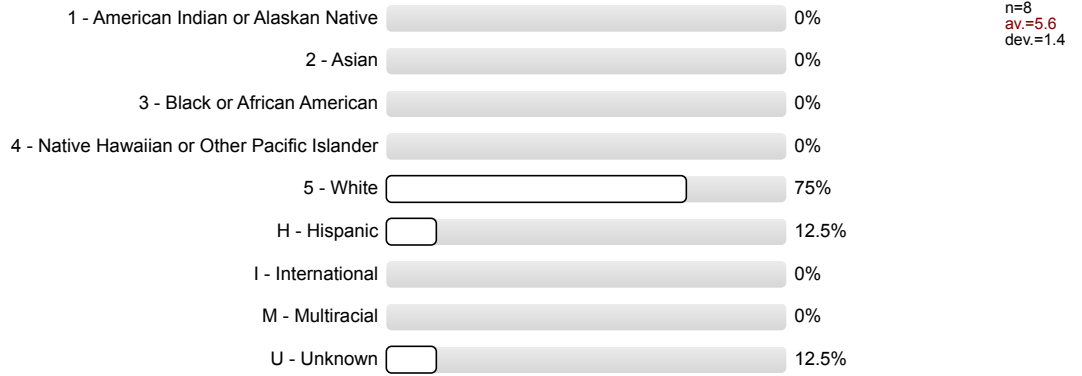 1 - American Indian or Alaskan Native 0%
2 - Asian 0%
3 - Black or African American 0%
4 - Native Hawaiian or Other Pacific Islander 0%
5 - White 75%
H - Hispanic 12.5%
I - International 0%
M - Multiracial 0%
U - Unknown 12.5%
n=8
av.=5.6
dev.=1.4